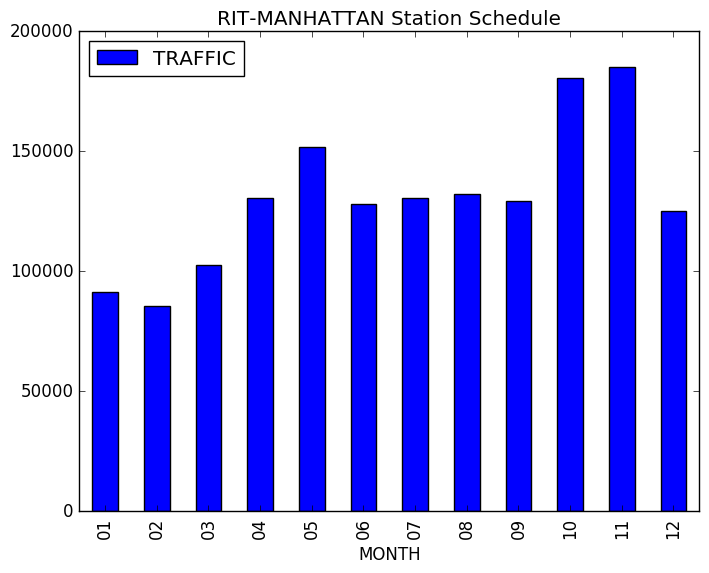 RIT-MANHATTAN Station Schedule
TRAFFIC
200000
150000
100000
50000
0
01 02 03 04 05 06 07 08 09 10 11 12
MONTH